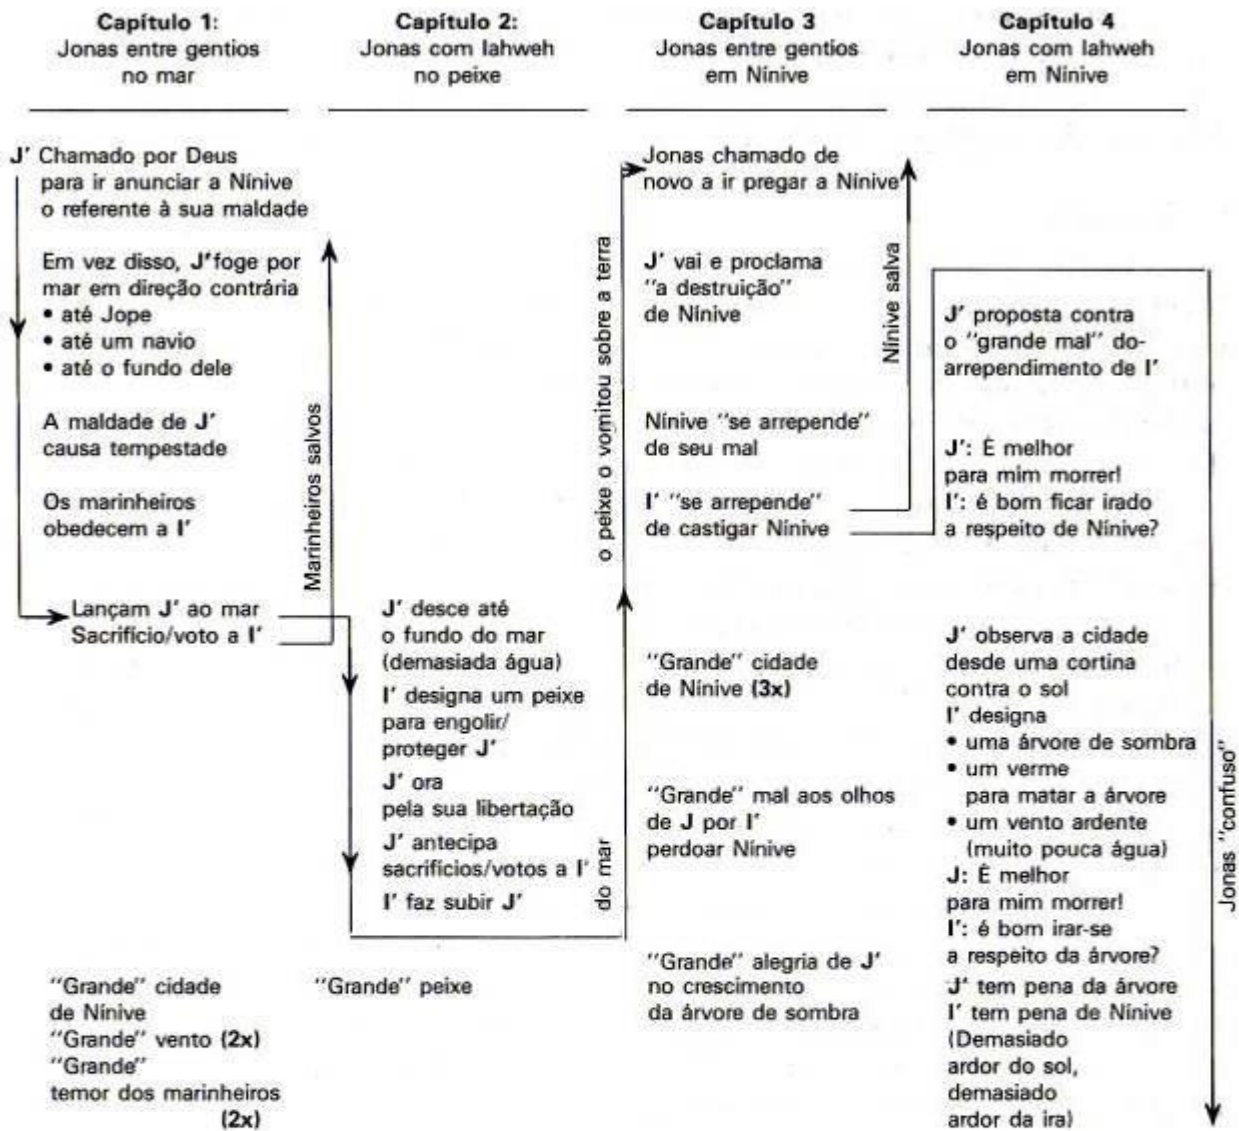 Capítulo 1:
Jonas entre gentios
no mar
J' Chamado por Deus
para ir anunciar a Nínive
o referente à sua maldade
Em vez disso, J' foge por
mar em direção contrária
• até Jope
• até um navio
• até o fundo dele
A maldade de J'
causa tempestade
Os marinheiros
obedecem a I'
Lançam J' ao mar
Sacrifício/voto a I'
Marinheiros salvos
"Grande" cidade
de Nínive
"Grande" vento (2x)
"Grande"
temor dos marinheiros
(2x)
Capítulo 2:
Jonas com Iahweh
no peixe
J' desce até
o fundo do mar
(demasiada água)
I' designa um peixe
para engolir/
proteger J'
J' ora
pela sua libertação
J' antecipa
sacrifícios/votos a I'
I' faz subir J'
"Grande" peixe
do mar
o peixe o vomitou sobre a terra
Capítulo 3
Jonas entre gentios
em Nínive
Jonas chamado de
novo a ir pregar a Nínive
J' vai e proclama
"a destruição"
de Nínive
Nínive "se arrepende"
de seu mal
I' "se arrepende"
de castigar Nínive
Nínive salva
"Grande" cidade
de Nínive (3x)
"Grande" mal aos olhos
de J por I'
perdoar Nínive
"Grande" alegria de J'
no crescimento
da árvore de sombra
Capítulo 4
Jonas com Iahweh
em Nínive
J' proposta contra
o "grande mal" do-
arrependimento de I'
J': É melhor
para mim morrer!
I': é bom ficar irado
a respeito de Nínive?
J' observa a cidade
desde uma cortina
contra o sol
I' designa
• uma árvore de sombra
• um verme
para matar a árvore
• um vento ardente
(muito pouca água)
J: É melhor
para mim morrer!
I': é bom irar-se
a respeito da árvore?
J' tem pena da árvore
I' tem pena de Nínive
(Demasiado
ardor do sol,
demasiado
ardor da ira)
Jonas "confuso"